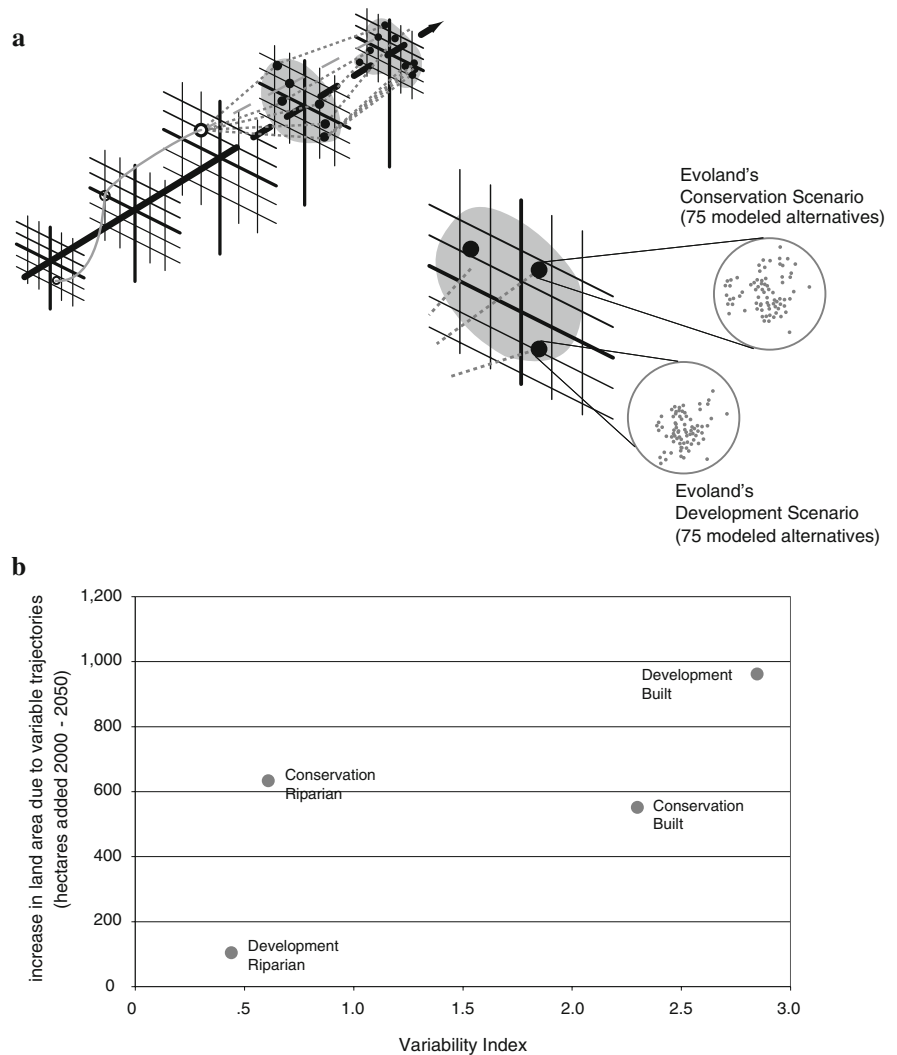 a
Evoland's
Conservation Scenario
(75 modeled alternatives)
Evoland's
Development Scenario
(75 modeled alternatives)
b
increase in land area due to variable trajectories
(hectares added 2000 - 2050)
1,200
1,000
800
600
400
200
0
Development
Built
Conservation
Riparian
Conservation
Built
Development
Riparian
0 .5 1.0 1.5 2.0 2.5 3.0
Variability Index